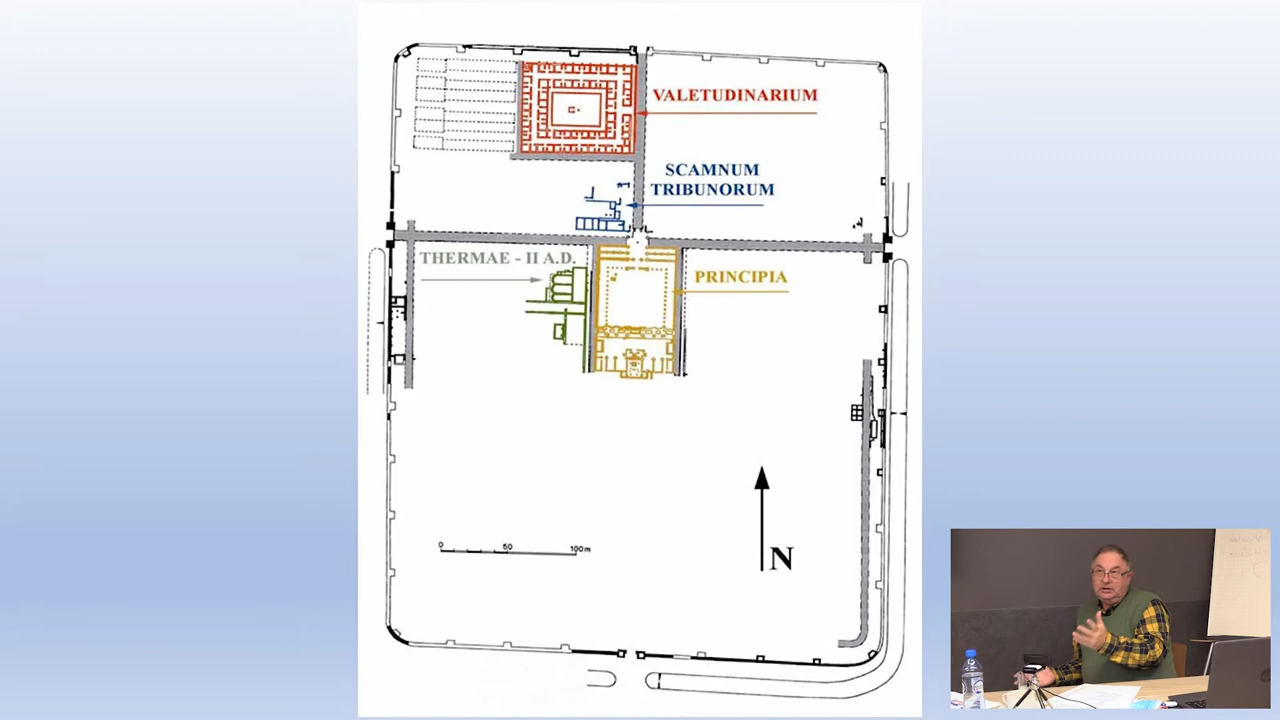 VALETUDINARIUM
SCAMNUM
TRIBUNORUM
THERMAE - II A.D.
PRINCIPIA
0 50 100m
N